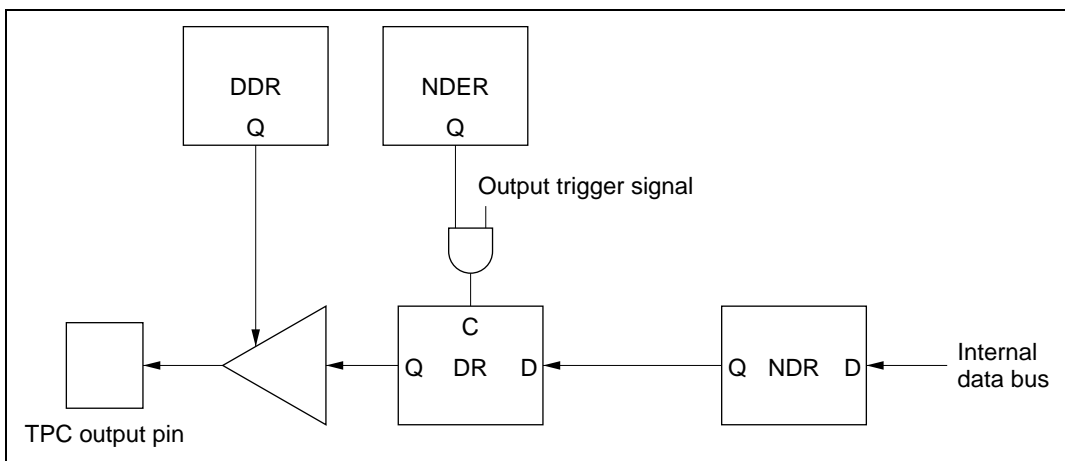 DDR
Q
NDER
Q
Output trigger signal
C
Q DR D
Q NDR D
Internal
data bus
TPC output pin